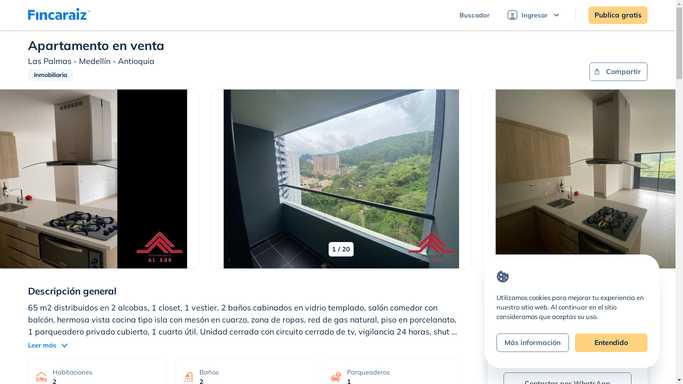 Fincaraiz
Buscador
Ingresar
Publica gratis
Apartamento en venta
Las Palmas - Medellín - Antioquia
Inmobiliaria
Compartir
AL SUR
1 / 20
Descripción general
65 m2 distribuidos en 2 alcobas, 1 closet, 1 vestier, 2 baños cabinados en vidrio templado, salón comedor con
balcón, hermosa vista cocina tipo isla con mesón en cuarzo, zona de ropas, red de gas natural, piso en porcelanato,
1 parqueadero privado cubierto, 1 cuarto útil. Unidad cerrada con circuito cerrado de tv, vigilancia 24 horas, shut ...
Leer más
Habitaciones
2
Baños
2
Parqueaderos
1
Utilizamos cookies para mejorar tu experiencia en
nuestro sitio web. Al continuar en el sitio
consideramos que aceptas su uso.
Más información
Entendido
Contactar por WhatsApp